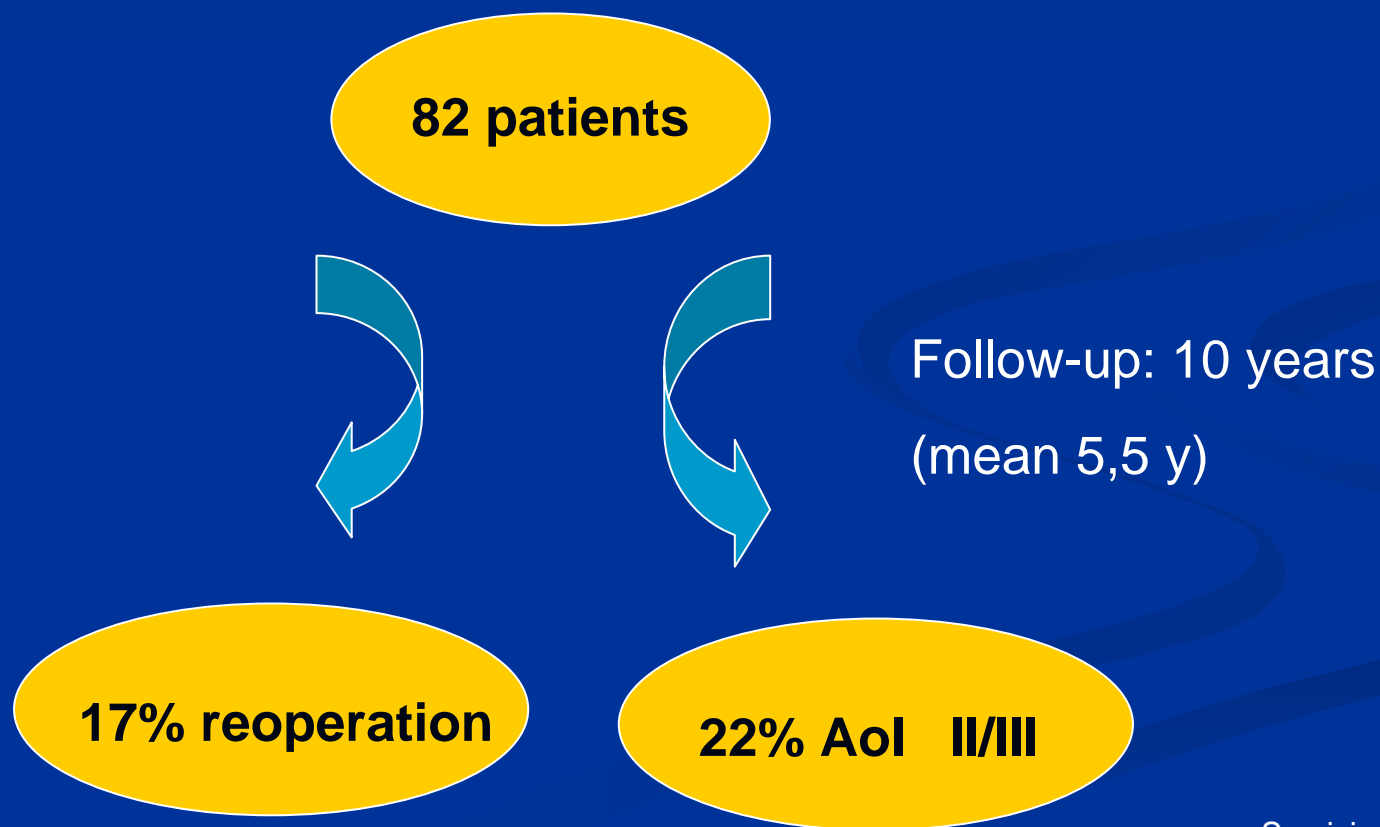 82 patients
Follow-up: 10 years
(mean 5,5 y)
17% reoperation
22% AoI II/III